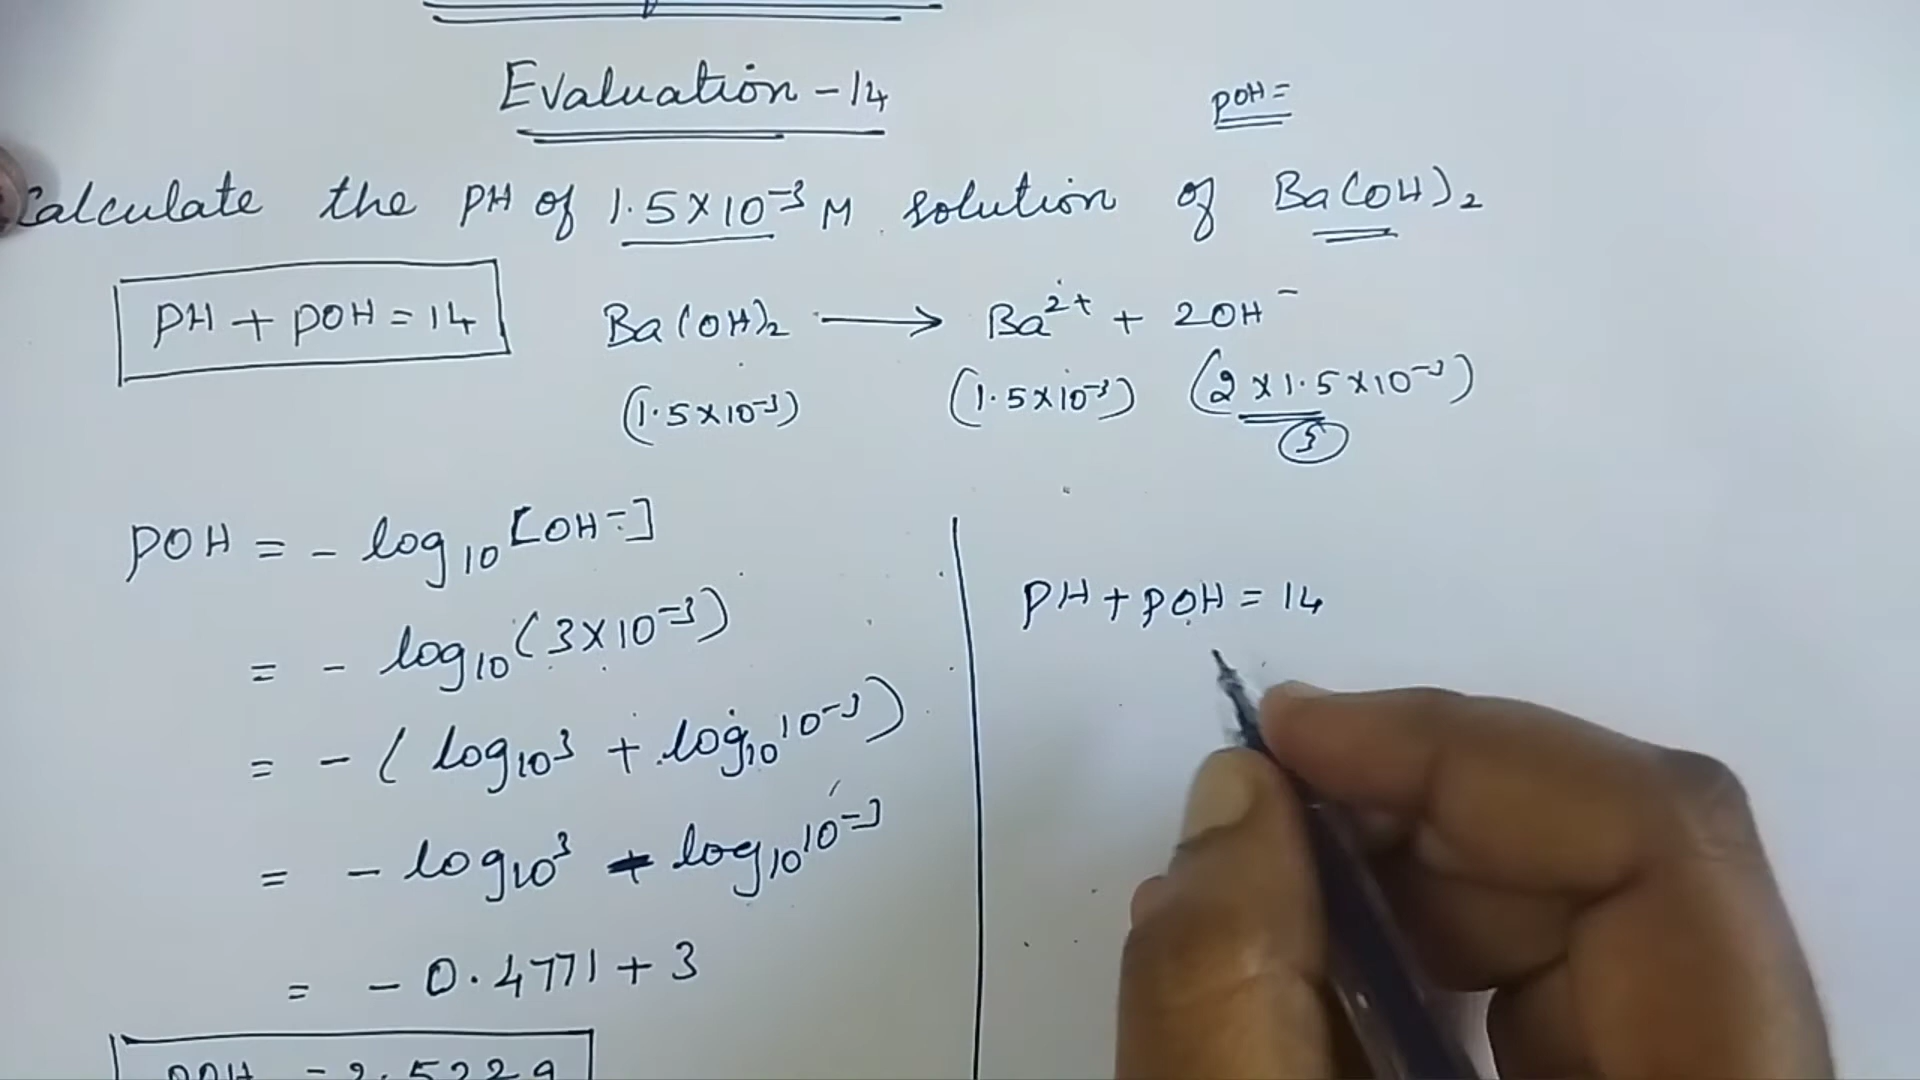 Evaluation - 14
pOH =
Calculate the PH of 1.5×10⁻³ M solution of Ba(OH)₂
PH + POH = 14
Ba(OH)₂ → Ba²⁺ + 2OH⁻
(1.5×10⁻³) (1.5×10⁻³) (2×1.5×10⁻³)
3
POH = - log₁₀[OH⁻]
= - log₁₀(3×10⁻³)
= - (log₁₀3 + log₁₀10⁻³)
= - log₁₀3 - log₁₀10⁻³
= - 0.4771 + 3
POH = 2.5229
PH + POH = 14